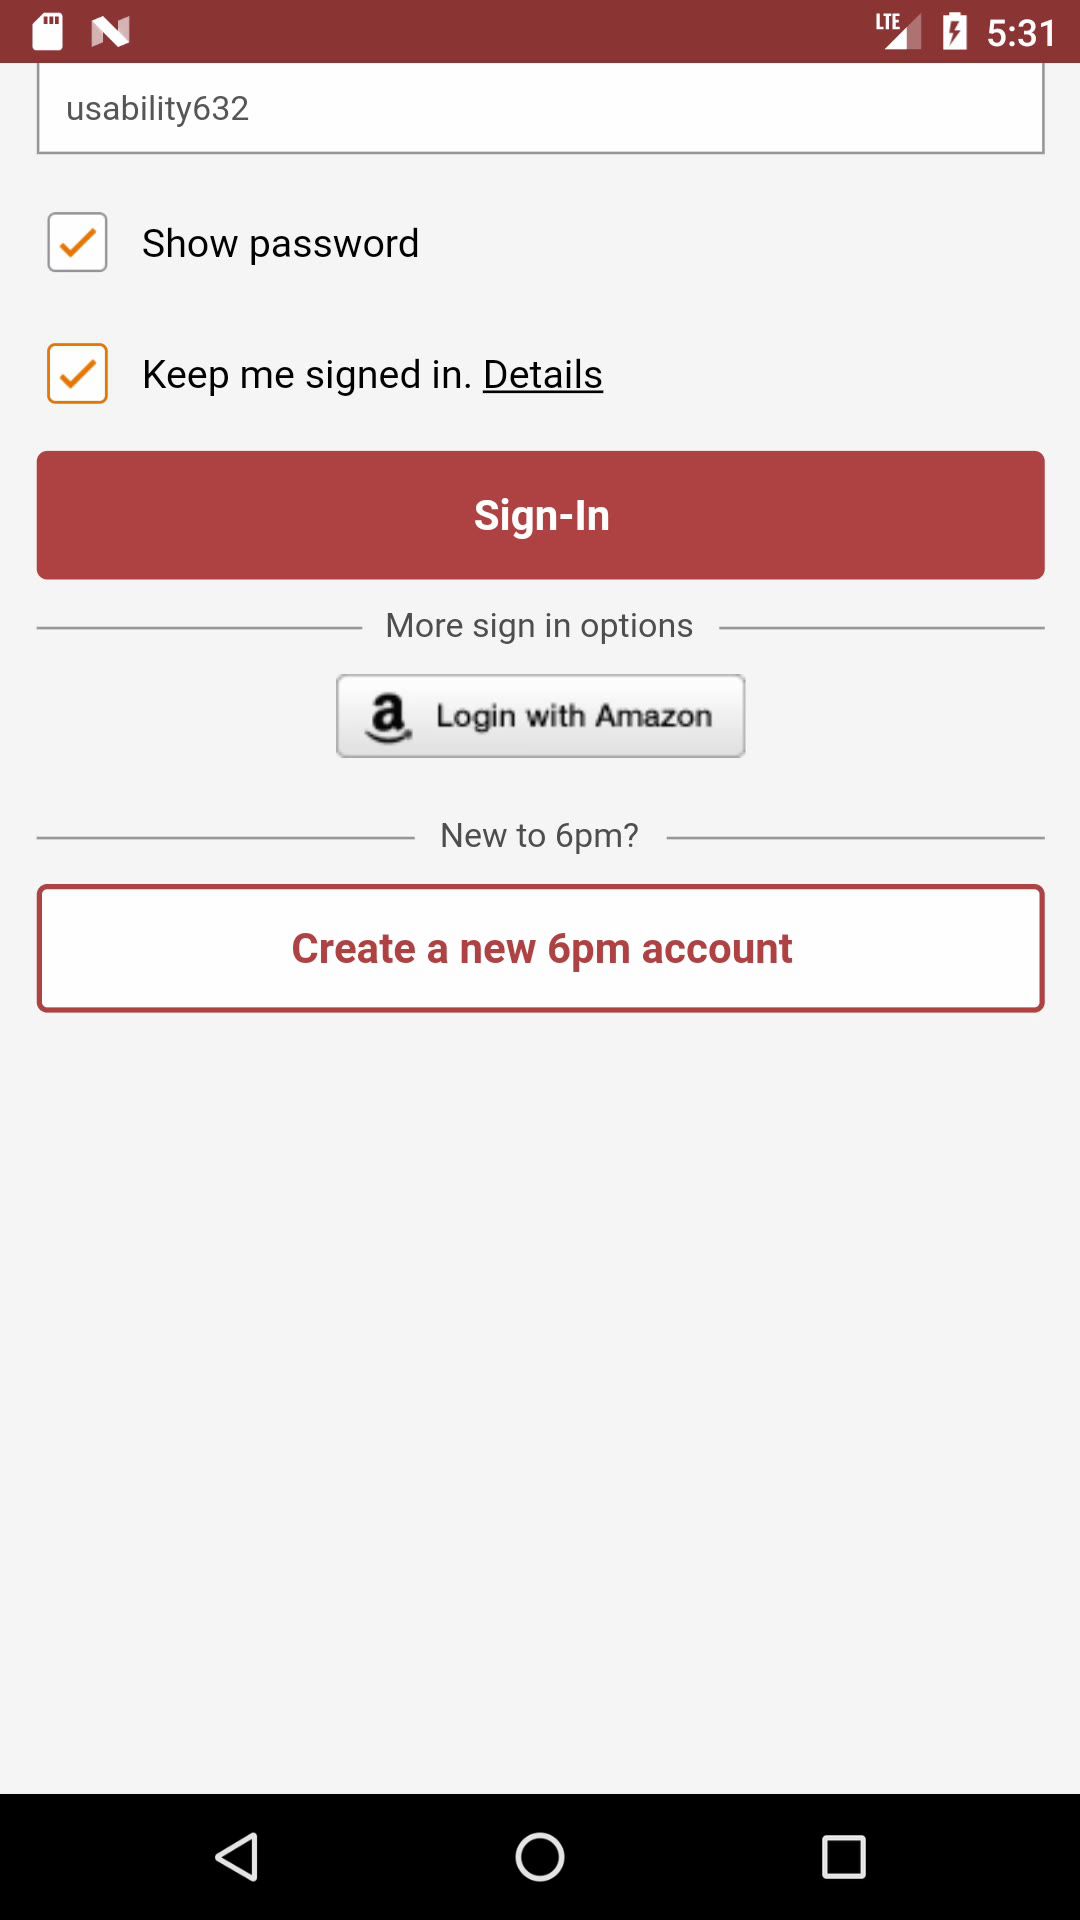 LTE 5:31
usability632
Show password
Keep me signed in. Details
Sign-In
More sign in options
a Login with Amazon
New to 6pm?
Create a new 6pm account